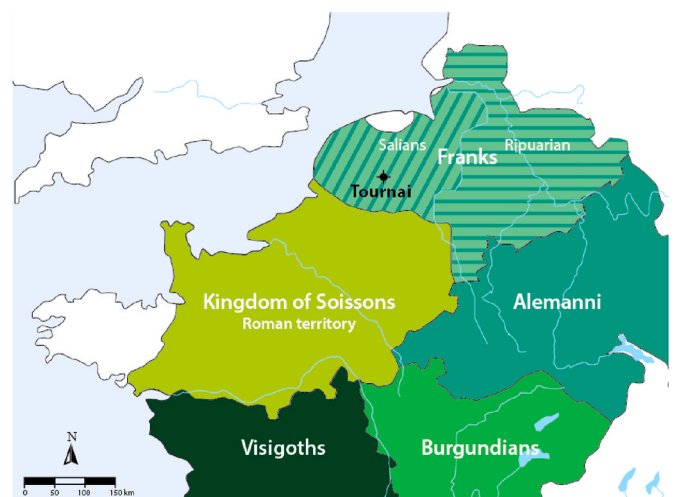 Salians
Franks
Ripuarian
Tournai
Kingdom of Soissons
Roman territory
Alemanni
Visigoths
Burgundians
N
0 50 100 150 km